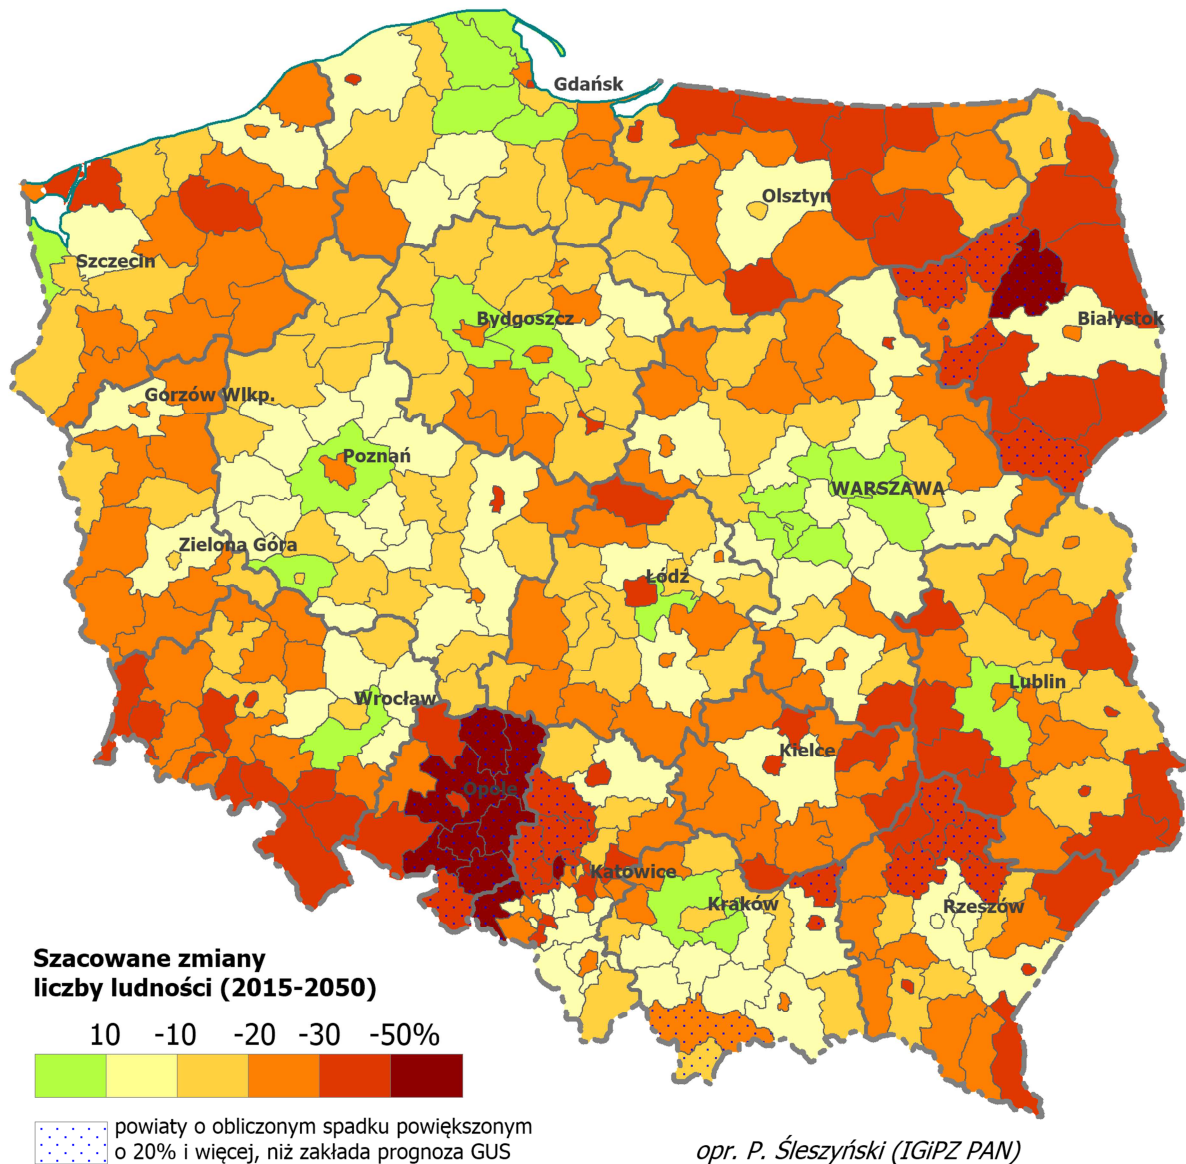 Gdańsk
Olsztyn
Szczecin
Bydgoszcz
Białystok
Gorzów Wlkp.
Poznań
WARSZAWA
Zielona Góra
Łódź
Lublin
Wrocław
Kielce
Opole
Katowice
Kraków
Rzeszów
Szacowane zmiany
liczby ludności (2015-2050)
10 -10 -20 -30 -50%
powiaty o obliczonym spadku powiększonym
o 20% i więcej, niż zakłada prognoza GUS
opr. P. Śleszyński (IGiPZ PAN)